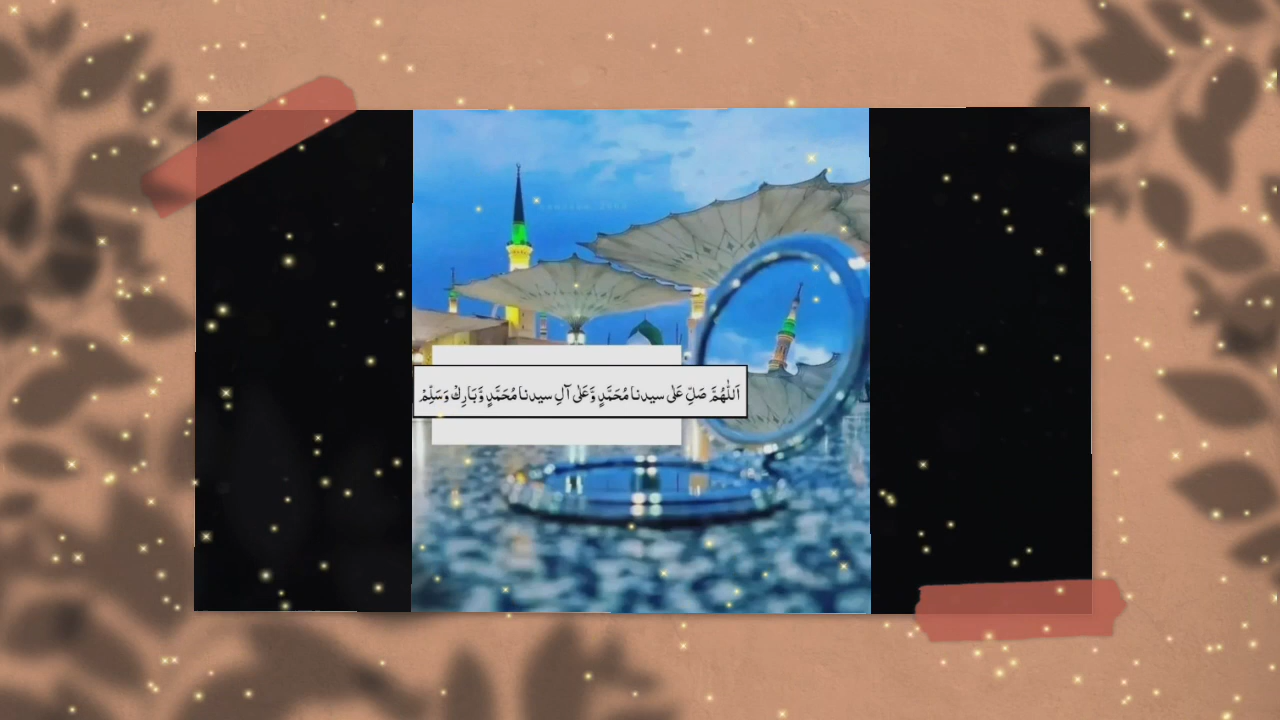 اَللّٰهُمَّ صَلِّ عَلٰى سيدنا مُحَمَّدٍ وَّعَلٰى آلِ سيدنا مُحَمَّدٍ وَّبَارِكْ وَسَلِّمْ